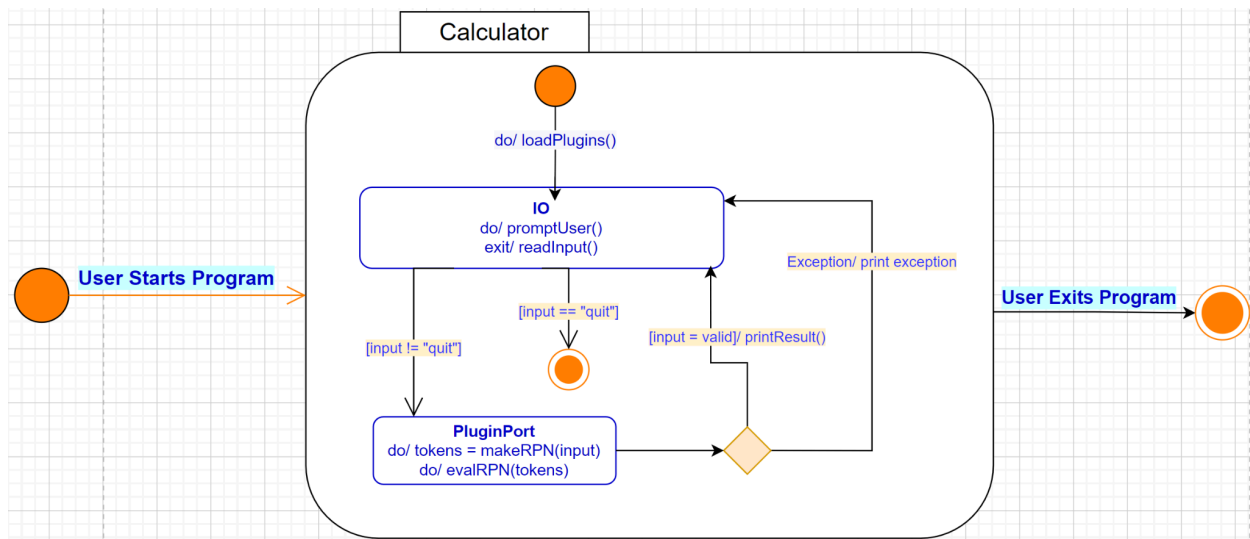 Calculator
do/ loadPlugins()
IO
do/ promptUser()
exit/ readInput()
Exception/ print exception
User Starts Program
User Exits Program
[input == "quit"]
[input = valid]/ printResult()
[input != "quit"]
PluginPort
do/ tokens = makeRPN(input)
do/ evalRPN(tokens)